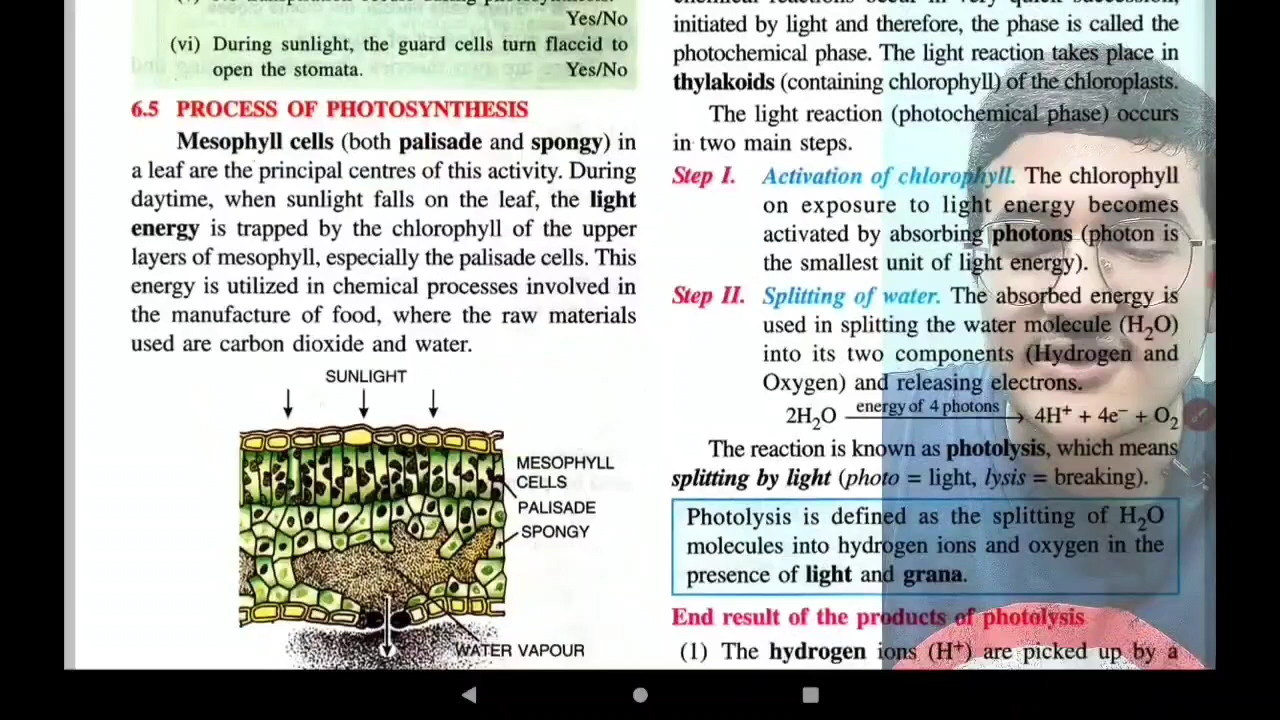 Yes/No
(vi) During sunlight, the guard cells turn flaccid to
open the stomata. Yes/No
6.5 PROCESS OF PHOTOSYNTHESIS
Mesophyll cells (both palisade and spongy) in
a leaf are the principal centres of this activity. During
daytime, when sunlight falls on the leaf, the light
energy is trapped by the chlorophyll of the upper
layers of mesophyll, especially the palisade cells. This
energy is utilized in chemical processes involved in
the manufacture of food, where the raw materials
used are carbon dioxide and water.
SUNLIGHT
MESOPHYLL
CELLS
PALISADE
SPONGY
WATER VAPOUR
initiated by light and therefore, the phase is called the
photochemical phase. The light reaction takes place in
thylakoids (containing chlorophyll) of the chloroplasts.
The light reaction (photochemical phase) occurs
in two main steps.
Step I. Activation of chlorophyll. The chlorophyll
on exposure to light energy becomes
activated by absorbing photons (photon is
the smallest unit of light energy).
Step II. Splitting of water. The absorbed energy is
used in splitting the water molecule (H₂O)
into its two components (Hydrogen and
Oxygen) and releasing electrons.
2H₂O energy of 4 photons → 4H⁺ + 4e⁻ + O₂
The reaction is known as photolysis, which means
splitting by light (photo = light, lysis = breaking).
Photolysis is defined as the splitting of H₂O
molecules into hydrogen ions and oxygen in the
presence of light and grana.
End result of the products of photolysis
(1) The hydrogen ions (H⁺) are picked up by a